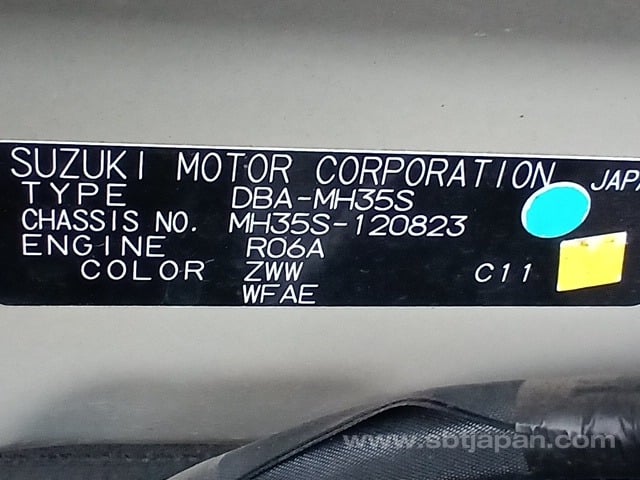 SUZUKI MOTOR CORPORATION JAPA
TYPE DBA-MH35S
CHASSIS NO. MH35S-120823
ENGINE R06A
COLOR ZWW C11
WFAE
www.sbtjapan.com